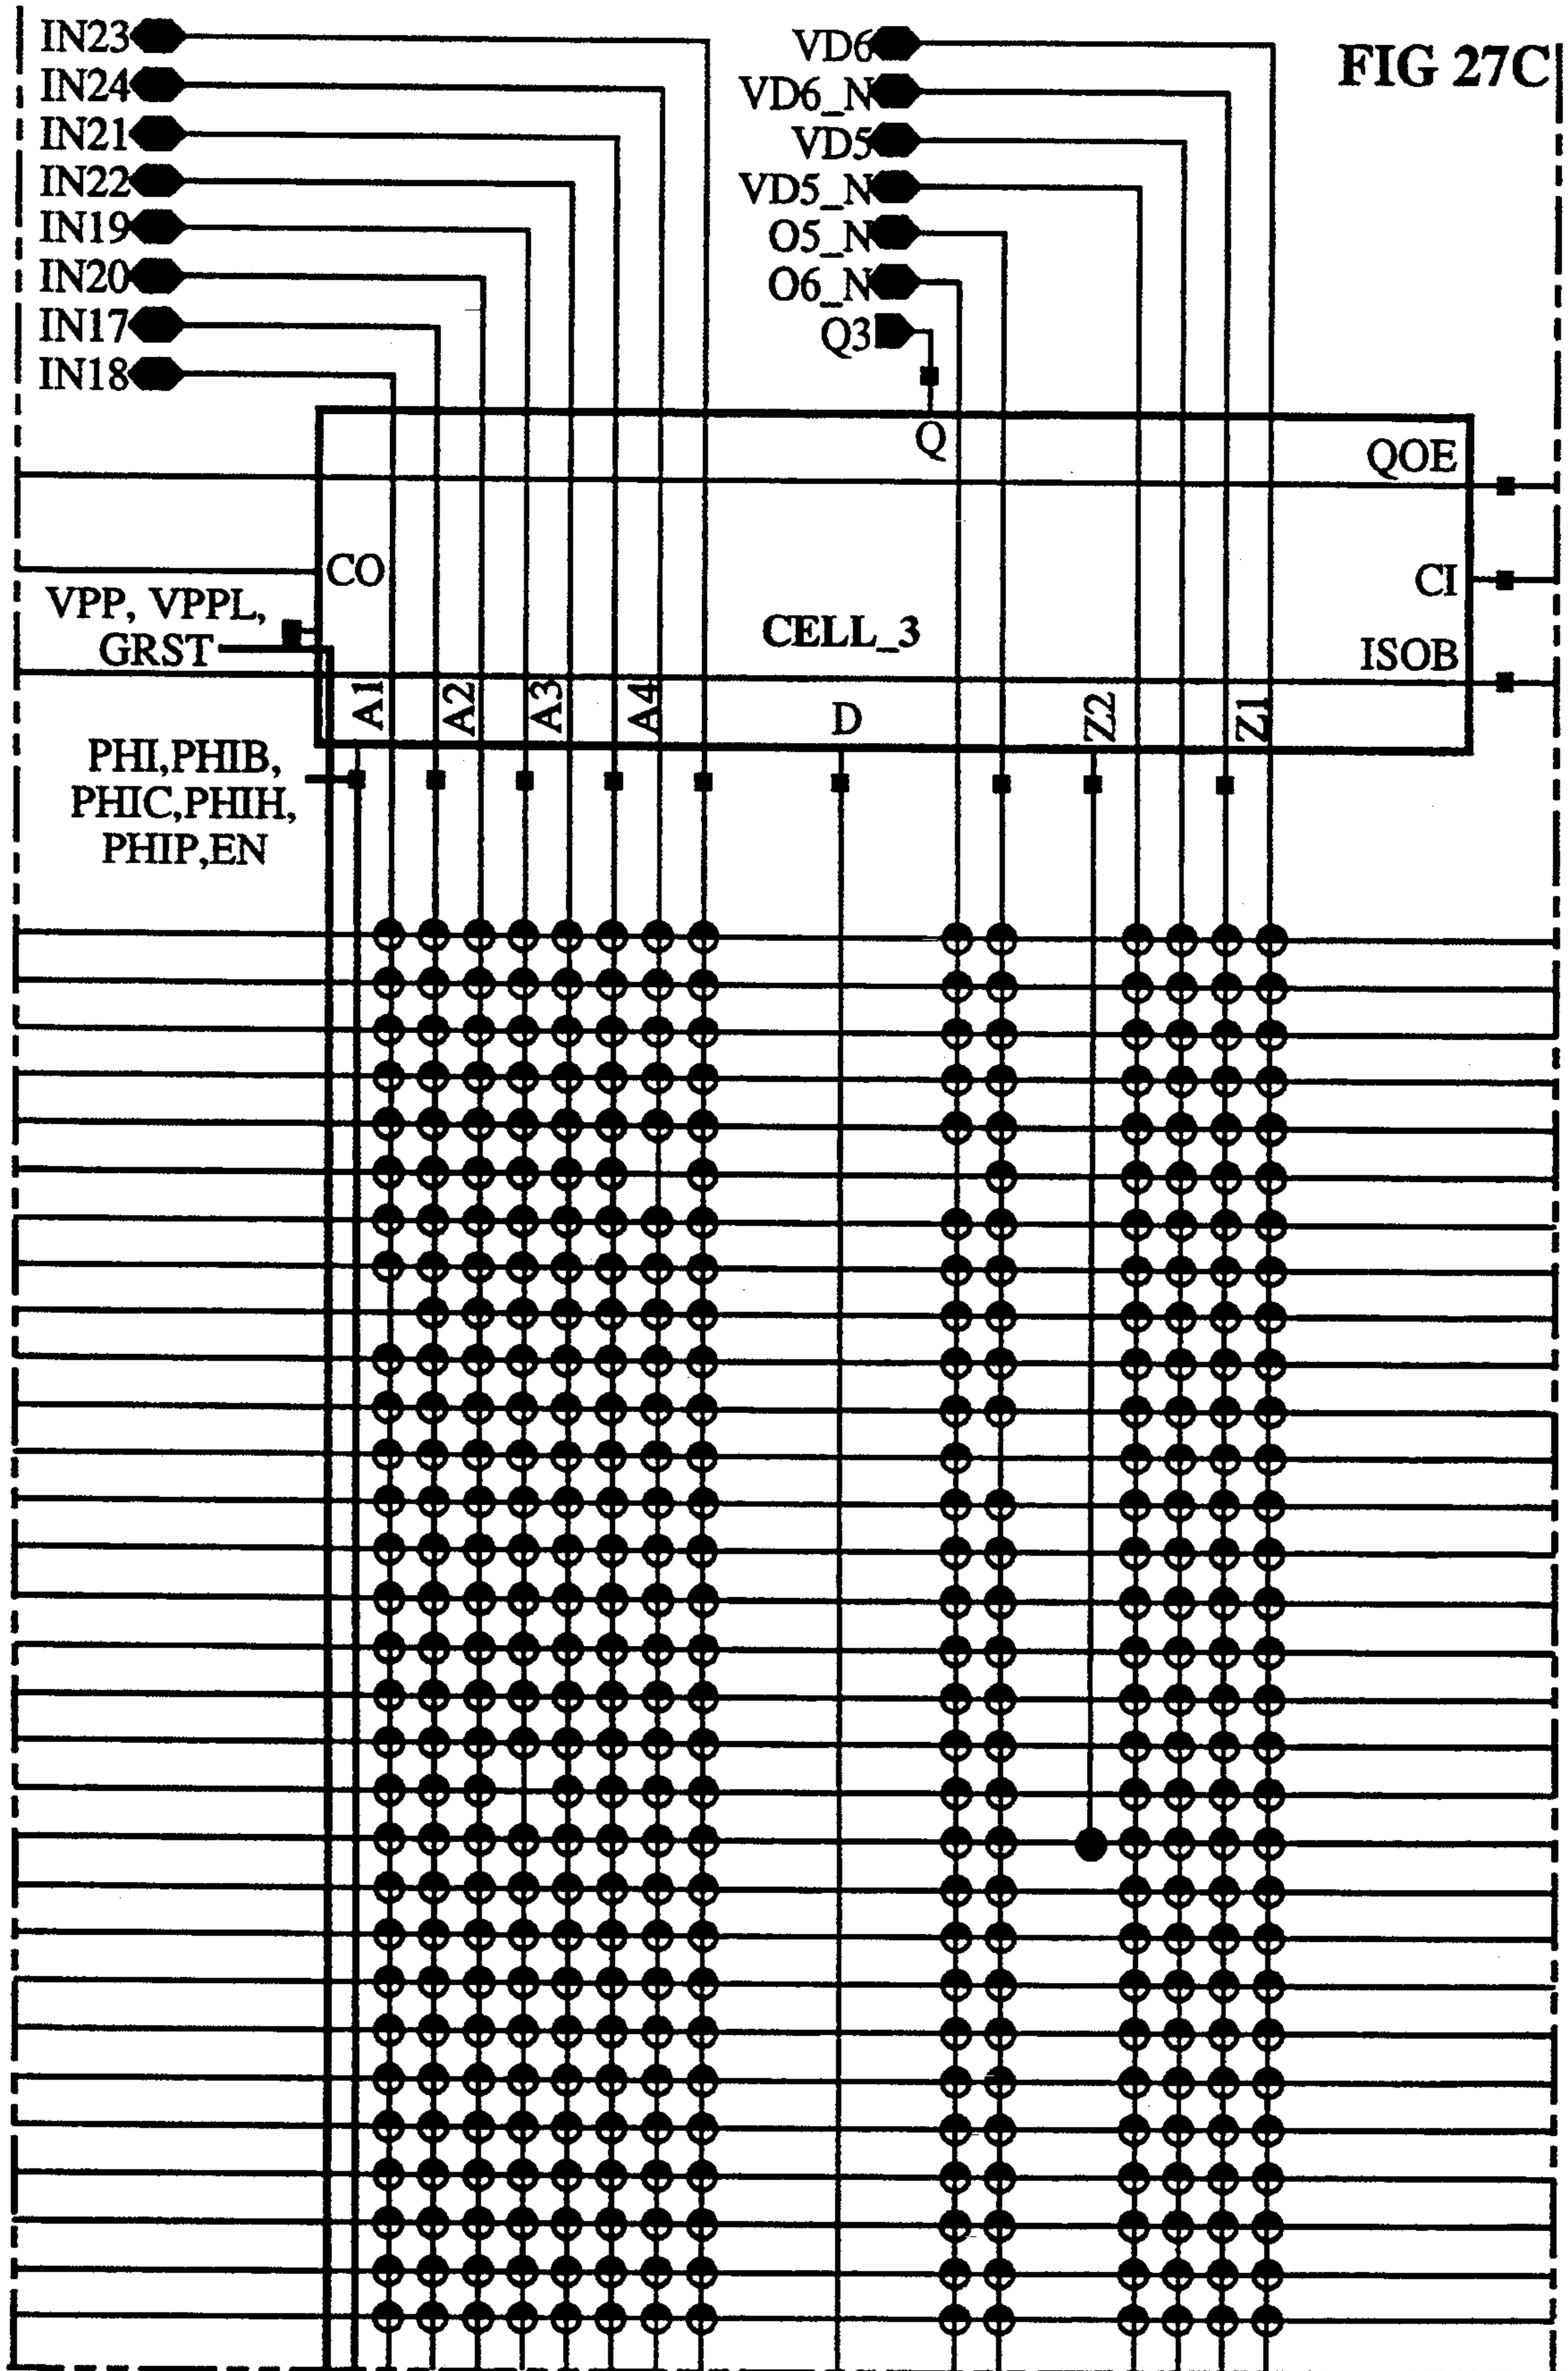 FIG 27C
IN23
IN24
IN21
IN22
IN19
IN20
IN17
IN18
VD6
VD6_N
VD5
VD5_N
O5_N
O6_N
Q3
Q
QOE
CO
CI
VPP, VPPL,
GRST
CELL_3
ISOB
A1
A2
A3
A4
D
Z2
Z1
PHI,PHIB,
PHIC,PHIH,
PHIP,EN